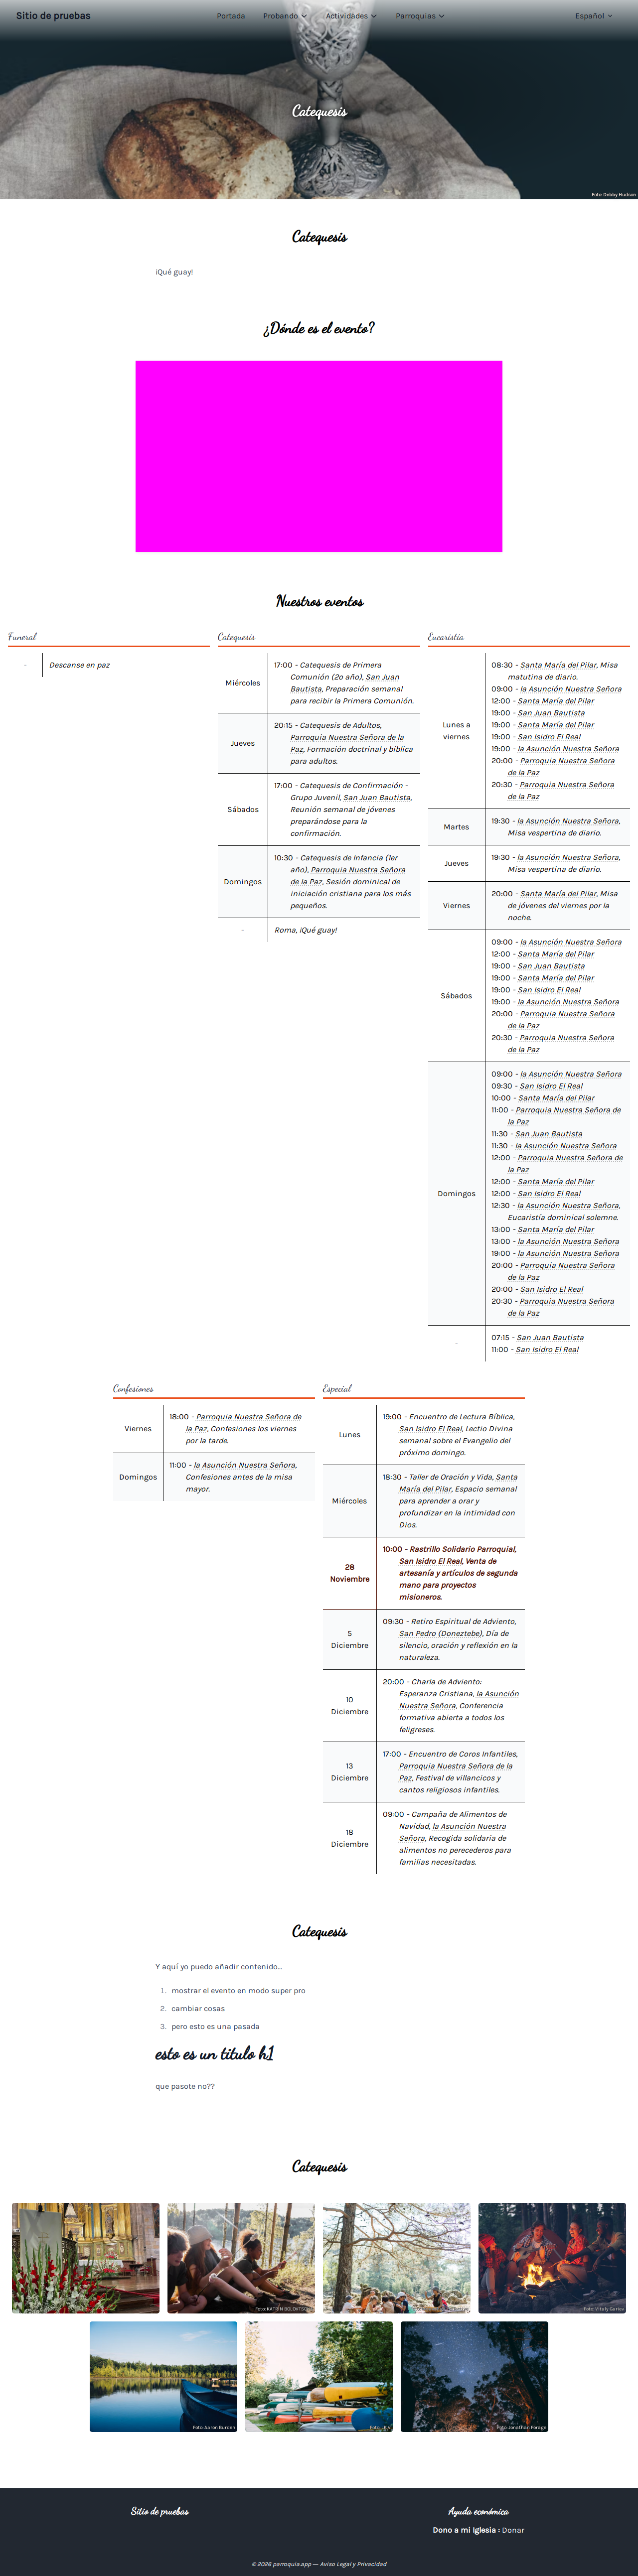 Sitio de pruebas
Portada
Probando
Actividades
Parroquias
Español
Catequesis
Foto: Debby Hudson
Catequesis
¡Qué guay!
¿Dónde es el evento?
Nuestros eventos
Funeral
-
Descanse en paz
Catequesis
Miércoles
17:00 - Catequesis de Primera
Comunión (2o año), San Juan
Bautista, Preparación semanal
para recibir la Primera Comunión.
Jueves
20:15 - Catequesis de Adultos,
Parroquia Nuestra Señora de la
Paz, Formación doctrinal y bíblica
para adultos.
Sábados
17:00 - Catequesis de Confirmación -
Grupo Juvenil, San Juan Bautista,
Reunión semanal de jóvenes
preparándose para la
confirmación.
Domingos
10:30 - Catequesis de Infancia (1er
año), Parroquia Nuestra Señora
de la Paz, Sesión dominical de
iniciación cristiana para los más
pequeños.
-
Roma, ¡Qué guay!
Eucaristía
Lunes a
viernes
08:30 - Santa María del Pilar, Misa
matutina de diario.
09:00 - la Asunción Nuestra Señora
12:00 - Santa María del Pilar
19:00 - San Juan Bautista
19:00 - Santa María del Pilar
19:00 - San Isidro El Real
19:00 - la Asunción Nuestra Señora
20:00 - Parroquia Nuestra Señora
de la Paz
20:30 - Parroquia Nuestra Señora
de la Paz
Martes
19:30 - la Asunción Nuestra Señora,
Misa vespertina de diario.
Jueves
19:30 - la Asunción Nuestra Señora,
Misa vespertina de diario.
Viernes
20:00 - Santa María del Pilar, Misa
de jóvenes del viernes por la
noche.
Sábados
09:00 - la Asunción Nuestra Señora
12:00 - Santa María del Pilar
19:00 - San Juan Bautista
19:00 - Santa María del Pilar
19:00 - San Isidro El Real
19:00 - la Asunción Nuestra Señora
20:00 - Parroquia Nuestra Señora
de la Paz
20:30 - Parroquia Nuestra Señora
de la Paz
Domingos
09:00 - la Asunción Nuestra Señora
09:30 - San Isidro El Real
10:00 - Santa María del Pilar
11:00 - Parroquia Nuestra Señora de
la Paz
11:30 - San Juan Bautista
11:30 - la Asunción Nuestra Señora
12:00 - Parroquia Nuestra Señora de
la Paz
12:00 - Santa María del Pilar
12:00 - San Isidro El Real
12:30 - la Asunción Nuestra Señora,
Eucaristía dominical solemne.
13:00 - Santa María del Pilar
13:00 - la Asunción Nuestra Señora
19:00 - la Asunción Nuestra Señora
20:00 - Parroquia Nuestra Señora
de la Paz
20:00 - San Isidro El Real
20:30 - Parroquia Nuestra Señora
de la Paz
-
07:15 - San Juan Bautista
11:00 - San Isidro El Real
Confesiones
Viernes
18:00 - Parroquia Nuestra Señora de
la Paz, Confesiones los viernes
por la tarde.
Domingos
11:00 - la Asunción Nuestra Señora,
Confesiones antes de la misa
mayor.
Especial
Lunes
19:00 - Encuentro de Lectura Bíblica,
San Isidro El Real, Lectio Divina
semanal sobre el Evangelio del
próximo domingo.
Miércoles
18:30 - Taller de Oración y Vida, Santa
María del Pilar, Espacio semanal
para aprender a orar y
profundizar en la intimidad con
Dios.
28
Noviembre
10:00 - Rastrillo Solidario Parroquial,
San Isidro El Real, Venta de
artesanía y artículos de segunda
mano para proyectos
misioneros.
5
Diciembre
09:30 - Retiro Espiritual de Adviento,
San Pedro (Doneztebe), Día de
silencio, oración y reflexión en la
naturaleza.
10
Diciembre
20:00 - Charla de Adviento:
Esperanza Cristiana, la Asunción
Nuestra Señora, Conferencia
formativa abierta a todos los
feligreses.
13
Diciembre
17:00 - Encuentro de Coros Infantiles,
Parroquia Nuestra Señora de la
Paz, Festival de villancicos y
cantos religiosos infantiles.
18
Diciembre
09:00 - Campaña de Alimentos de
Navidad, la Asunción Nuestra
Señora, Recogida solidaria de
alimentos no perecederos para
familias necesitadas.
Catequesis
Y aquí yo puedo añadir contenido...
1. mostrar el evento en modo super pro
2. cambiar cosas
3. pero esto es una pasada
esto es un titulo h1
que pasote no??
Catequesis
Foto: Aaron Burden
Foto: Jonathan Forage
Sitio de pruebas
Ayuda económica
Dono a mi Iglesia : Donar
© 2026 parroquia.app — Aviso Legal y Privacidad